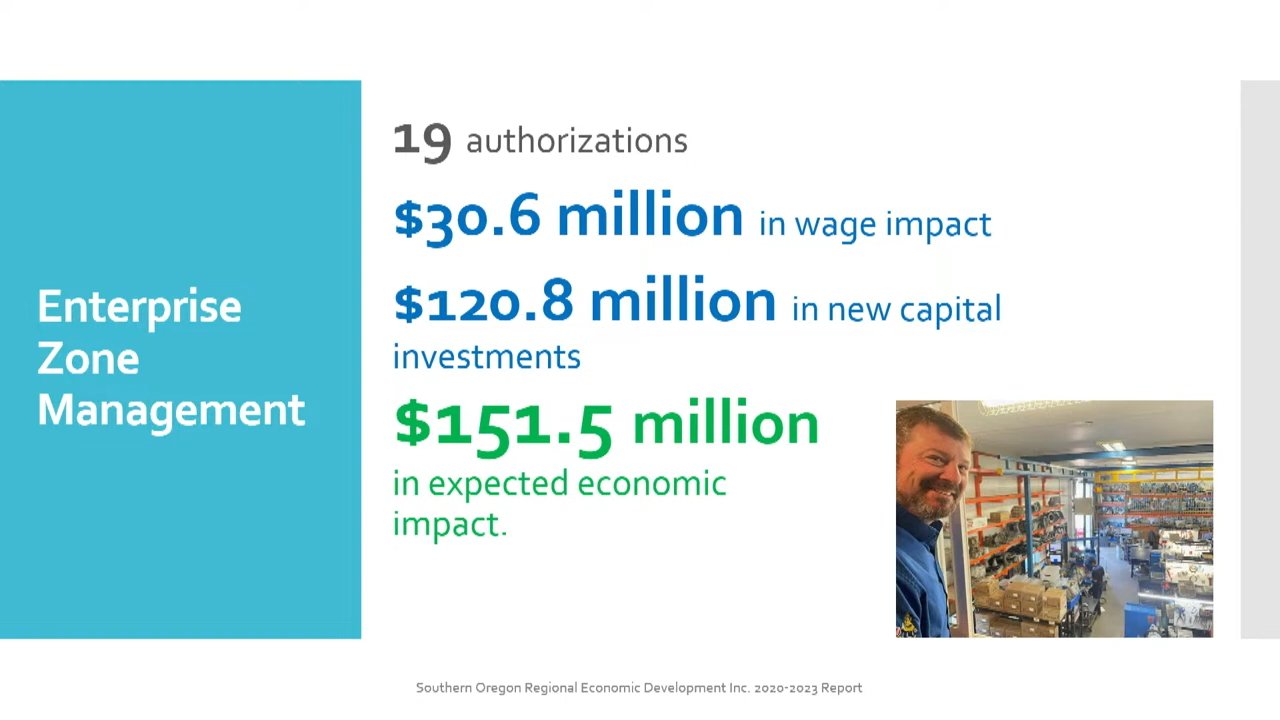 Enterprise
Zone
Management
19 authorizations
$30.6 million in wage impact
$120.8 million in new capital
investments
$151.5 million
in expected economic
impact.
Southern Oregon Regional Economic Development Inc. 2020-2023 Report